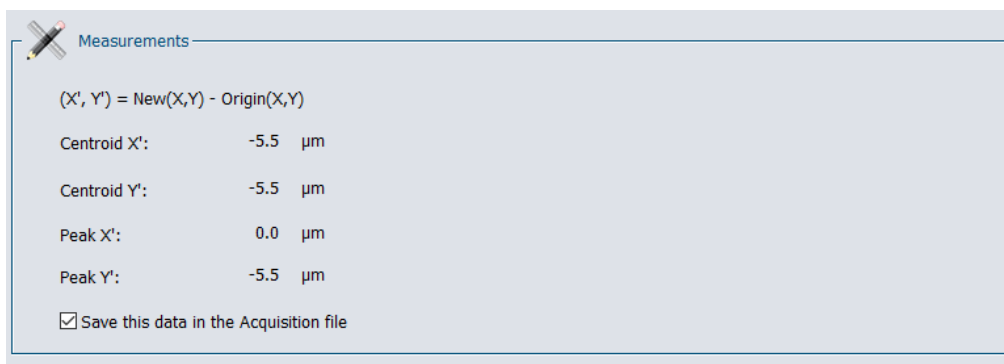 Measurements
(X', Y') = New(X,Y) - Origin(X,Y)
Centroid X': -5.5 µm
Centroid Y': -5.5 µm
Peak X': 0.0 µm
Peak Y': -5.5 µm
Save this data in the Acquisition file